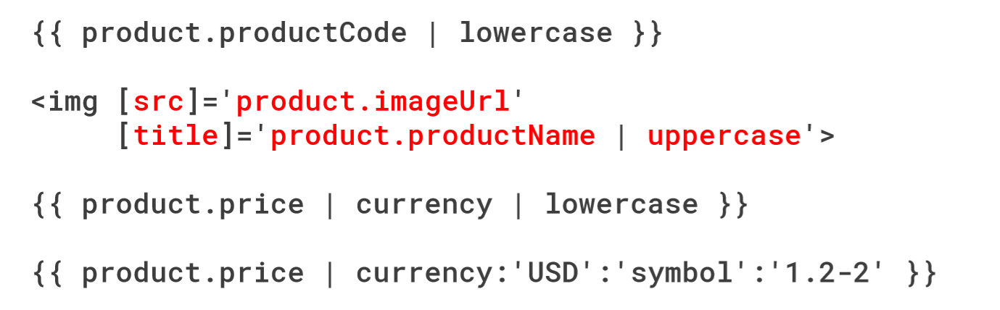 {{ product.productCode | lowercase }}
<img [src]='product.imageUrl'
[title]='product.productName | uppercase'>
{{ product.price | currency | lowercase }}
{{ product.price | currency:'USD':'symbol':'1.2-2' }}